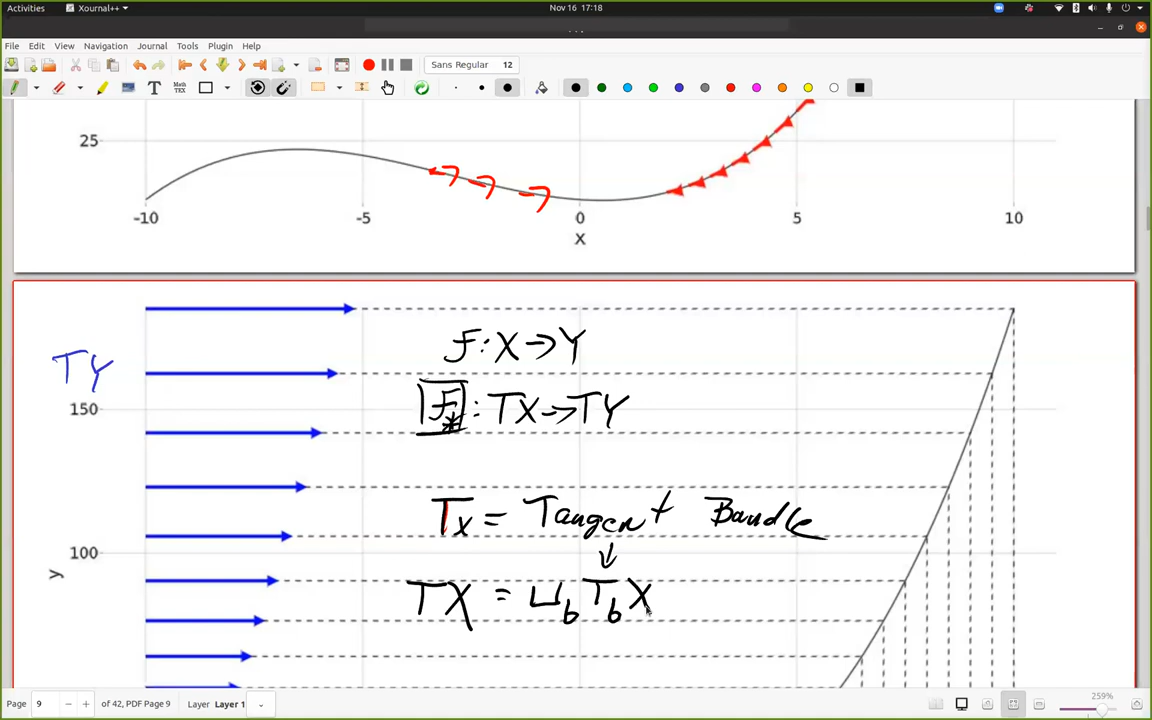 Activities Xournal++ Nov 16 17:18
File Edit View Navigation Journal Tools Plugin Help
Sans Regular 12
25
-10 -5 0 5 10
x
TY
F: X → Y
F* : TX → TY
150
Tx = Tangent Bundle
↓
100
TX = ⊔b TbX
y
Page 9 of 42, PDF Page 9 Layer Layer 1 259%